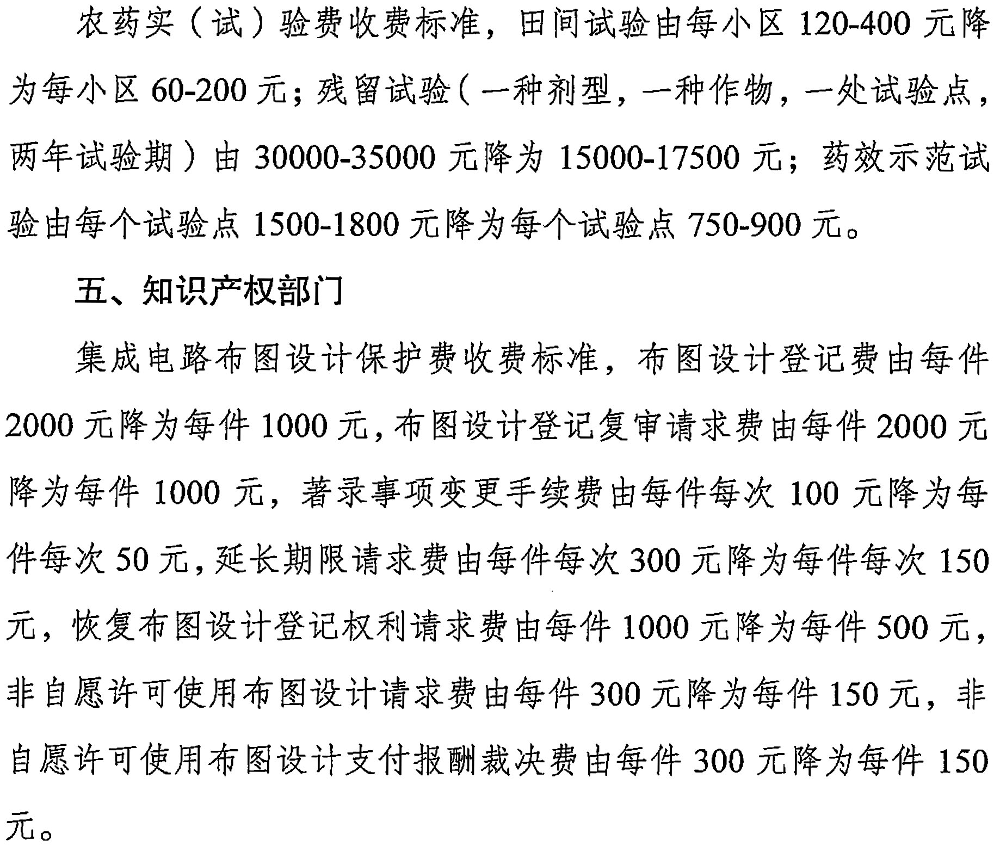 农药实（试）验费收费标准，田间试验由每小区 120-400 元降
为每小区 60-200 元；残留试验（一种剂型，一种作物，一处试验点，
两年试验期）由 30000-35000 元降为 15000-17500 元；药效示范试
验由每个试验点 1500-1800 元降为每个试验点 750-900 元。
五、知识产权部门
集成电路布图设计保护费收费标准，布图设计登记费由每件
2000 元降为每件 1000 元，布图设计登记复审请求费由每件 2000 元
降为每件 1000 元，著录事项变更手续费由每件每次 100 元降为每
件每次 50 元，延长期限请求费由每件每次 300 元降为每件每次 150
元，恢复布图设计登记权利请求费由每件 1000 元降为每件 500 元，
非自愿许可使用布图设计请求费由每件 300 元降为每件 150 元，非
自愿许可使用布图设计支付报酬裁决费由每件 300 元降为每件 150
元。